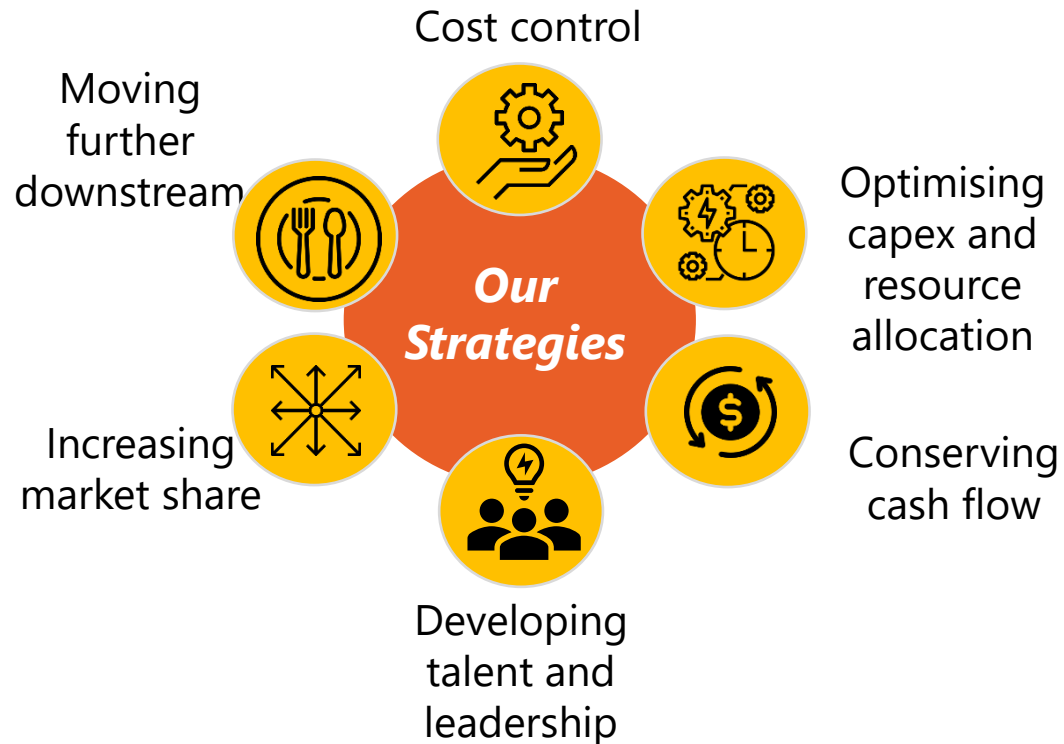 Cost control
Optimising
capex and
resource
allocation
Conserving
cash flow
Developing
talent and
leadership
Increasing
market share
Moving
further
downstream
Our
Strategies